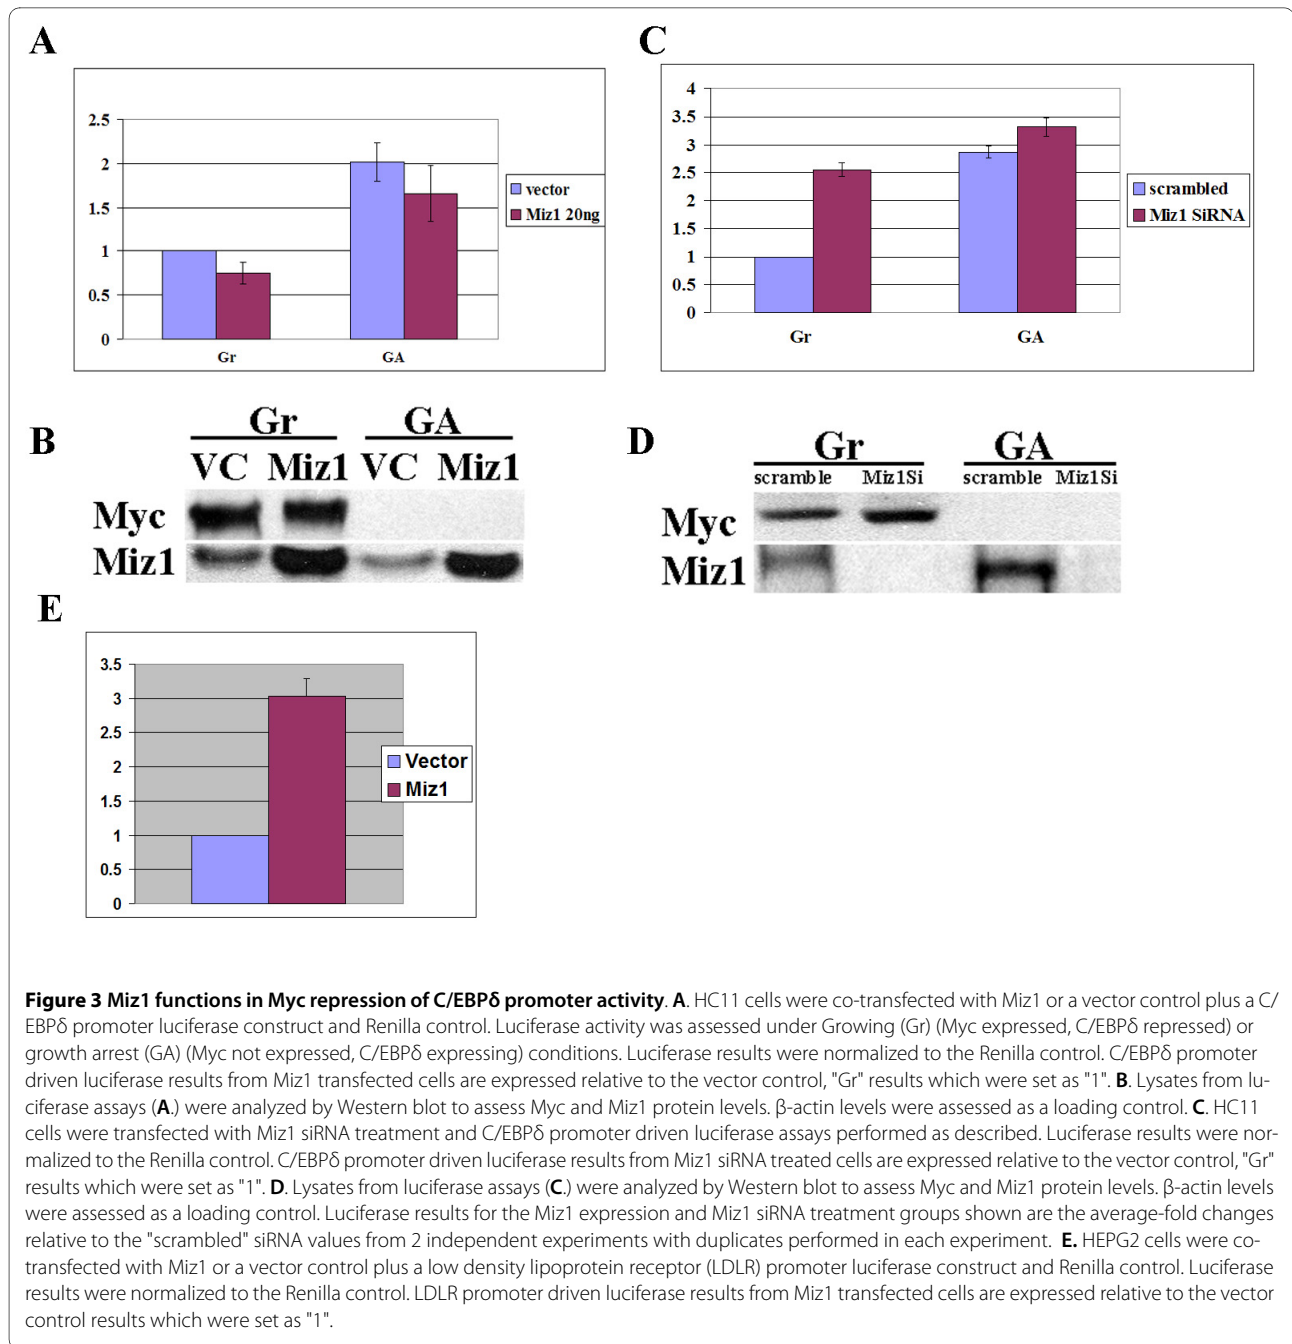 A
2.5
2
1.5
1
0.5
0
Gr
GA
vector
Miz1 20ng
C
4
3.5
3
2.5
2
1.5
1
0.5
0
Gr
GA
scrambled
Miz1 SiRNA
B
Gr GA
VC Miz1 VC Miz1
Myc
Miz1
D
Gr GA
scramble Miz1Si scramble Miz1Si
Myc
Miz1
E
3.5
3
2.5
2
1.5
1
0.5
0
Vector
Miz1
Figure 3 Miz1 functions in Myc repression of C/EBPδ promoter activity. A. HC11 cells were co-transfected with Miz1 or a vector control plus a C/
EBPδ promoter luciferase construct and Renilla control. Luciferase activity was assessed under Growing (Gr) (Myc expressed, C/EBPδ repressed) or
growth arrest (GA) (Myc not expressed, C/EBPδ expressing) conditions. Luciferase results were normalized to the Renilla control. C/EBPδ promoter
driven luciferase results from Miz1 transfected cells are expressed relative to the vector control, "Gr" results which were set as "1". B. Lysates from lu-
ciferase assays (A.) were analyzed by Western blot to assess Myc and Miz1 protein levels. β-actin levels were assessed as a loading control. C. HC11
cells were transfected with Miz1 siRNA treatment and C/EBPδ promoter driven luciferase assays performed as described. Luciferase results were nor-
malized to the Renilla control. C/EBPδ promoter driven luciferase results from Miz1 siRNA treated cells are expressed relative to the vector control, "Gr"
results which were set as "1". D. Lysates from luciferase assays (C.) were analyzed by Western blot to assess Myc and Miz1 protein levels. β-actin levels
were assessed as a loading control. Luciferase results for the Miz1 expression and Miz1 siRNA treatment groups shown are the average-fold changes
relative to the "scrambled" siRNA values from 2 independent experiments with duplicates performed in each experiment. E. HEPG2 cells were co-
transfected with Miz1 or a vector control plus a low density lipoprotein receptor (LDLR) promoter luciferase construct and Renilla control. Luciferase
results were normalized to the Renilla control. LDLR promoter driven luciferase results from Miz1 transfected cells are expressed relative to the vector
control results which were set as "1".